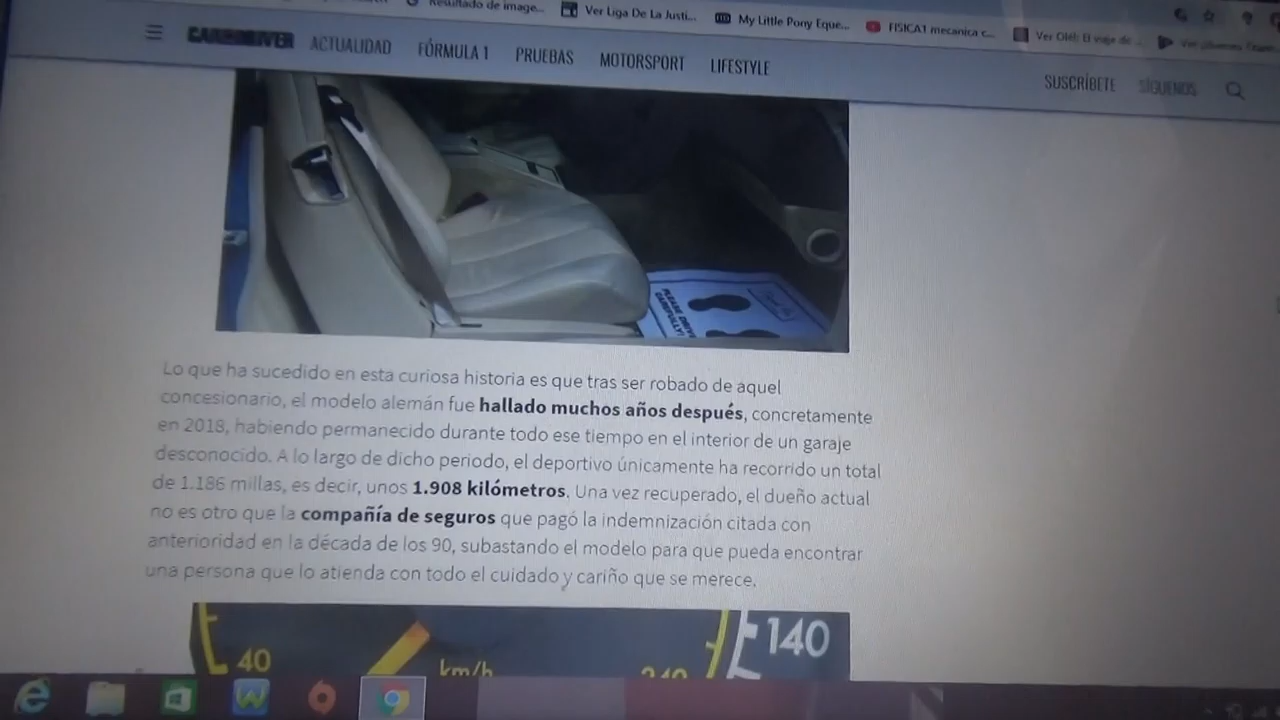 Resultado de image...
Ver Liga De La Justi...
My Little Pony Eque...
FISICA1 mecanica c...
CAR AND DRIVER
ACTUALIDAD
FÓRMULA 1
PRUEBAS
MOTORSPORT
LIFESTYLE
SUSCRÍBETE
SÍGUENOS
PLEASE DRIVE
CAREFULLY!
Lo que ha sucedido en esta curiosa historia es que tras ser robado de aquel
concesionario, el modelo alemán fue hallado muchos años después, concretamente
en 2018, habiendo permanecido durante todo ese tiempo en el interior de un garaje
desconocido. A lo largo de dicho periodo, el deportivo únicamente ha recorrido un total
de 1.186 millas, es decir, unos 1.908 kilómetros. Una vez recuperado, el dueño actual
no es otro que la compañía de seguros que pagó la indemnización citada con
anterioridad en la década de los 90, subastando el modelo para que pueda encontrar
una persona que lo atienda con todo el cuidado y cariño que se merece.
40
km/h
240
140